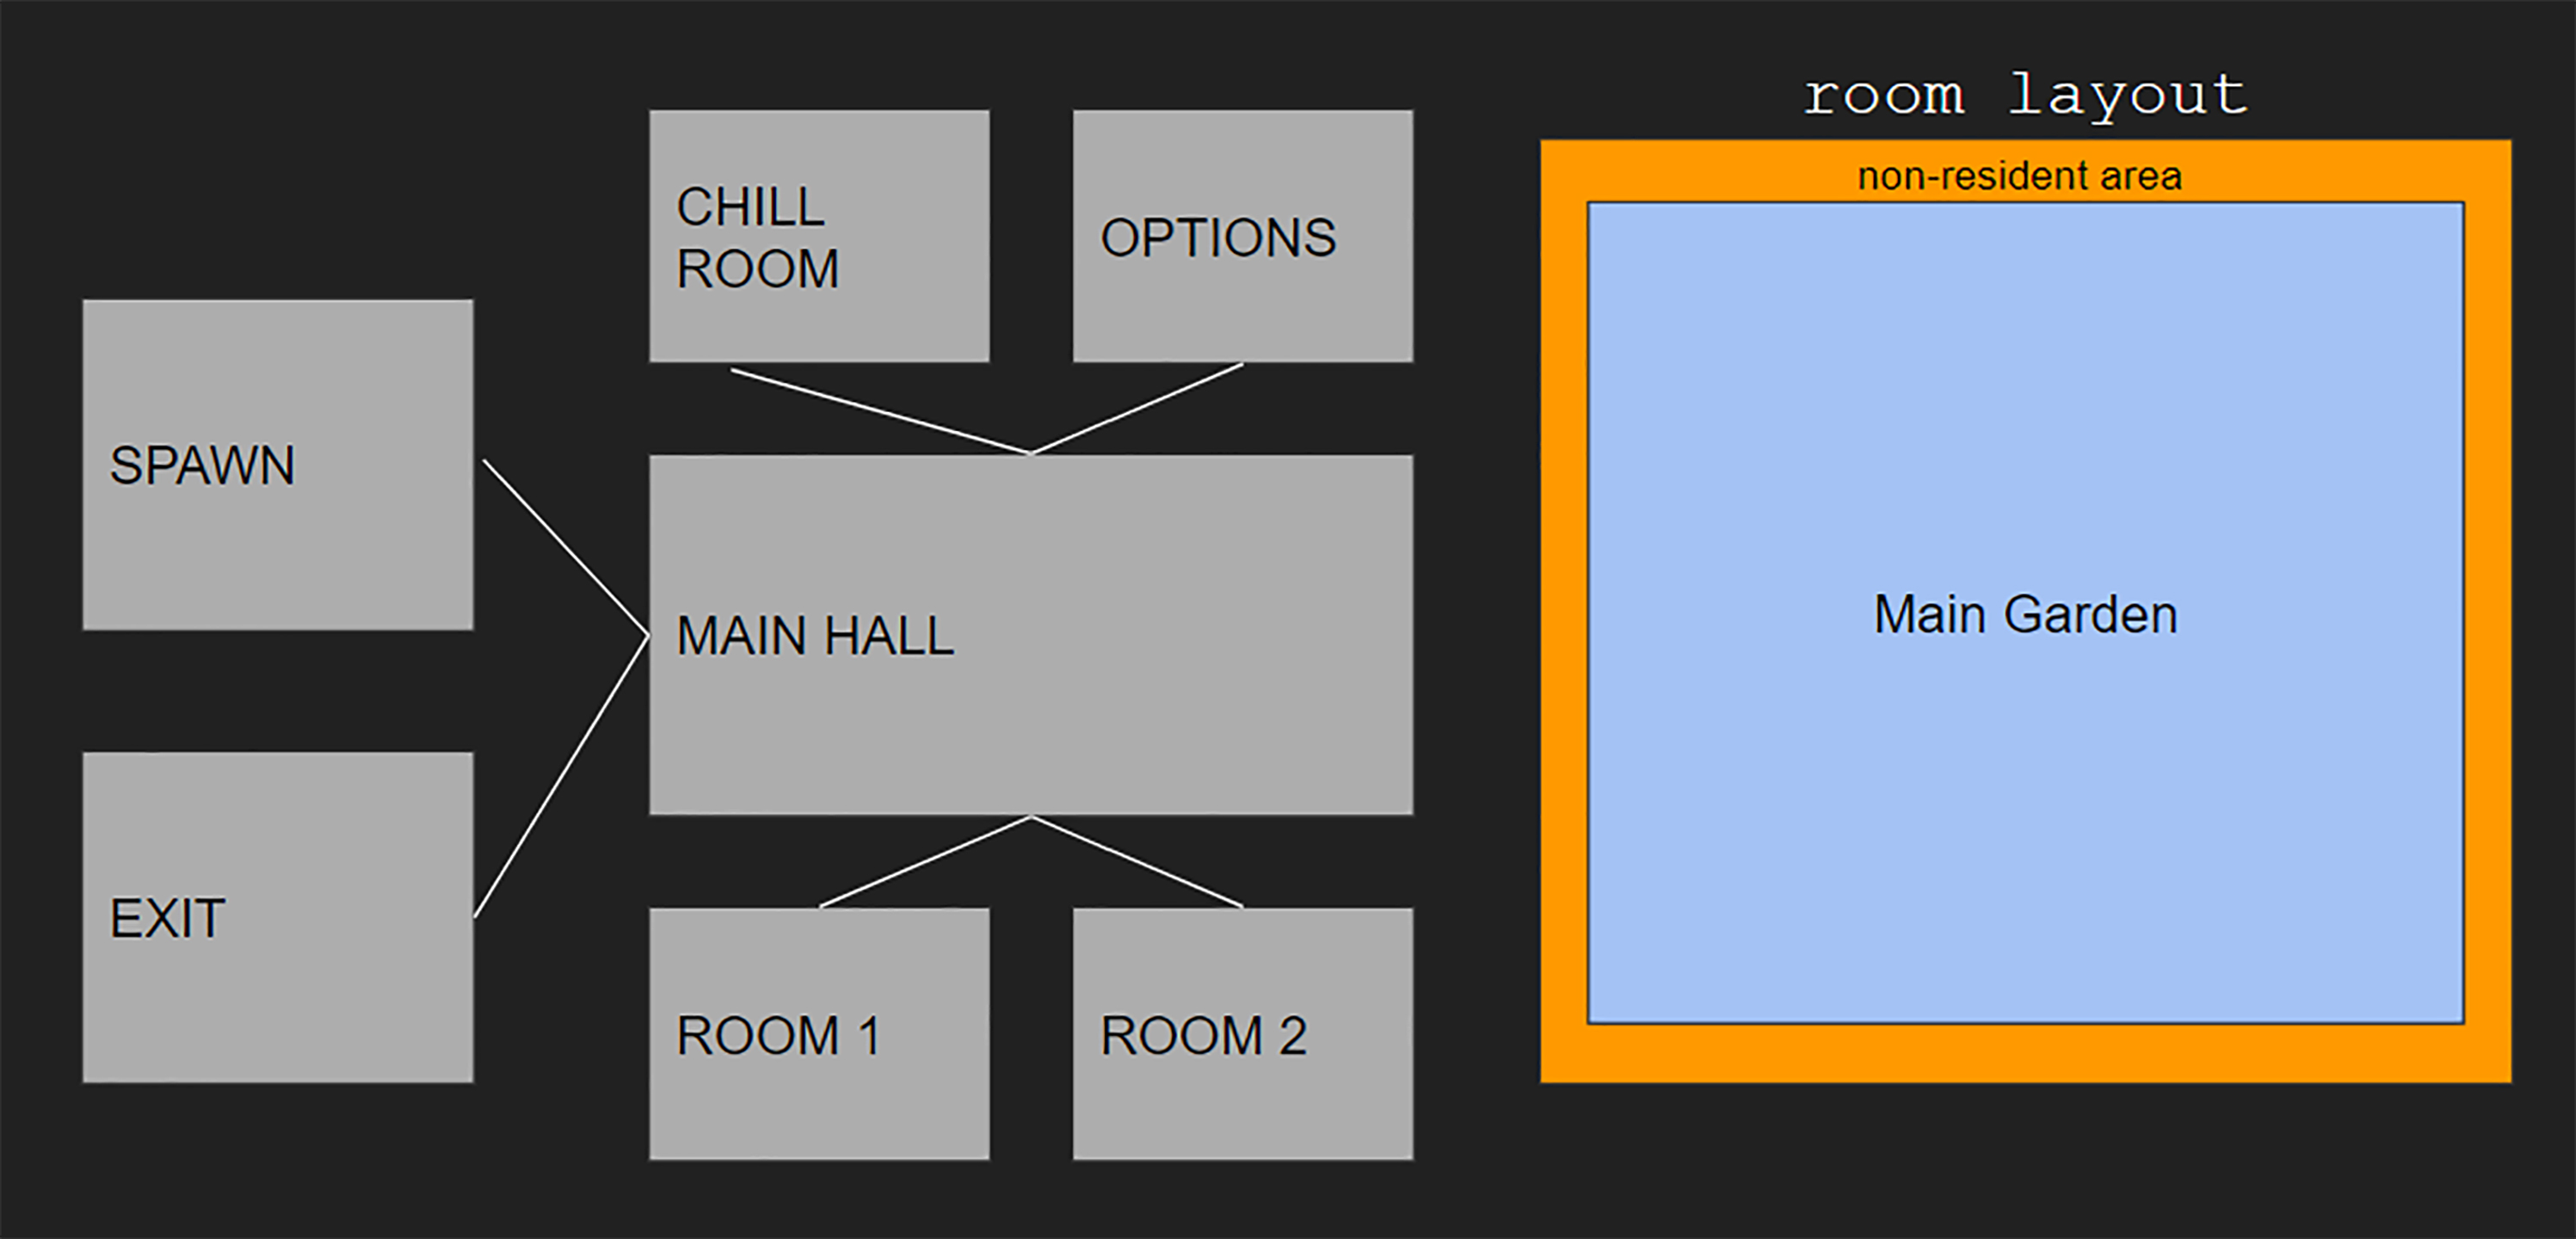 room layout
non-resident area
CHILL
ROOM
OPTIONS
SPAWN
MAIN HALL
Main Garden
EXIT
ROOM 1
ROOM 2